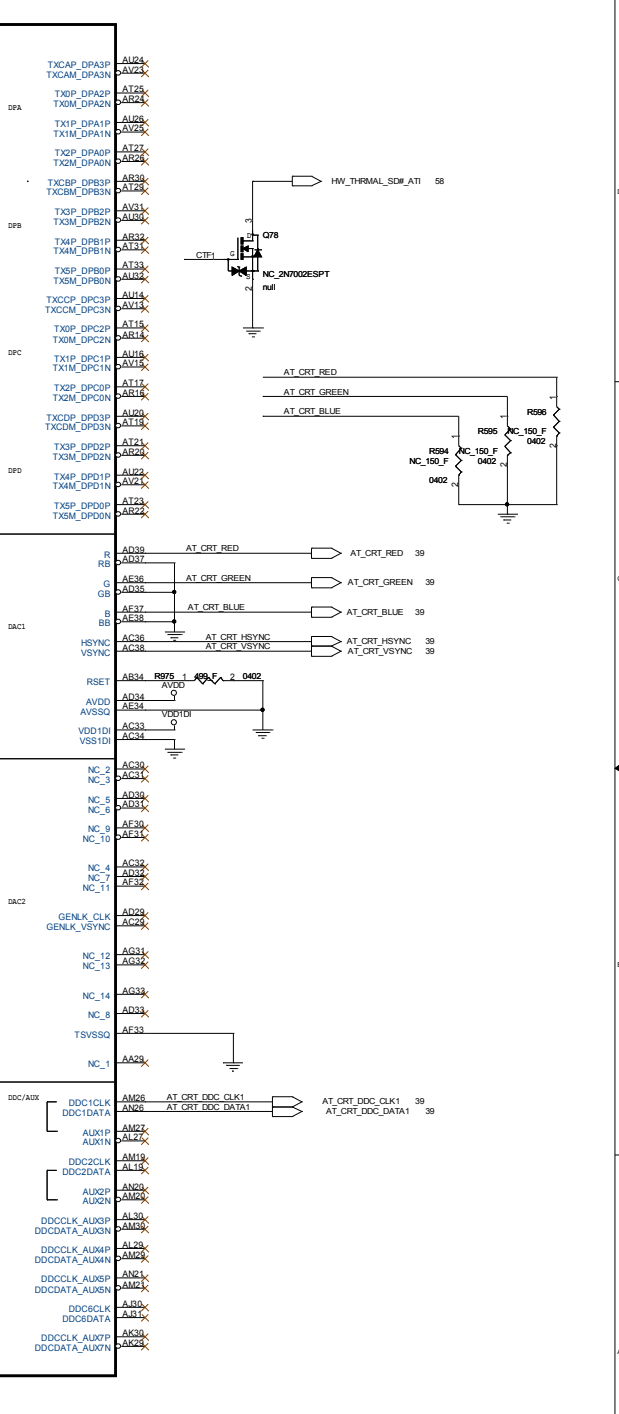 DPA
TXCAP_DPA3P AU24
TXCAM_DPA3N AV23
TX0P_DPA2P AT25
TX0M_DPA2N AR24
TX1P_DPA1P AU26
TX1M_DPA1N AV25
TX2P_DPA0P AT27
TX2M_DPA0N AR26
DPB
TXCBP_DPB3P AR30
TXCBM_DPB3N AT29
TX3P_DPB2P AV31
TX3M_DPB2N AU30
TX4P_DPB1P AR32
TX4M_DPB1N AT31
TX5P_DPB0P AT33
TX5M_DPB0N AU32
DPC
TXCCP_DPC3P AU14
TXCCM_DPC3N AV13
TX0P_DPC2P AT15
TX0M_DPC2N AR14
TX1P_DPC1P AU16
TX1M_DPC1N AV15
TX2P_DPC0P AT17
TX2M_DPC0N AR16
DPD
TXCDP_DPD3P AU20
TXCDM_DPD3N AT19
TX3P_DPD2P AT21
TX3M_DPD2N AR20
TX4P_DPD1P AU22
TX4M_DPD1N AV21
TX5P_DPD0P AT23
TX5M_DPD0N AR22
HW_THRMAL_SD#_ATI 58
3
D Q78
CTF1 G
S NC_2N7002ESPT
2 null
AT_CRT_RED
AT_CRT_GREEN
AT_CRT_BLUE
1 R596
1 R595 NC_150_F
1 R594 NC_150_F 0402
NC_150_F 0402 2
0402 2
2
DAC1
R AD39 AT_CRT_RED AT_CRT_RED 39
RB AD37
G AE36 AT_CRT_GREEN AT_CRT_GREEN 39
GB AD35
B AF37 AT_CRT_BLUE AT_CRT_BLUE 39
BB AE38
HSYNC AC36 AT_CRT_HSYNC AT_CRT_HSYNC 39
VSYNC AC38 AT_CRT_VSYNC AT_CRT_VSYNC 39
RSET AB34 R975 1 499_F 2 0402
AVDD
AVDD AD34
AVSSQ AE34
VDD1DI
VDD1DI AC33
VSS1DI AC34
DAC2
NC_2 AC30
NC_3 AC31
NC_5 AD30
NC_6 AD31
NC_9 AF30
NC_10 AF31
NC_4 AC32
NC_7 AD32
NC_11 AF32
GENLK_CLK AD29
GENLK_VSYNC AC29
NC_12 AG31
NC_13 AG32
NC_14 AG33
NC_8 AD33
TSVSSQ AF33
NC_1 AA29
DDC/AUX
DDC1CLK AM26 AT_CRT_DDC_CLK1 AT_CRT_DDC_CLK1 39
DDC1DATA AN26 AT_CRT_DDC_DATA1 AT_CRT_DDC_DATA1 39
AUX1P AM27
AUX1N AL27
DDC2CLK AM19
DDC2DATA AL19
AUX2P AN20
AUX2N AM20
DDCCLK_AUX3P AL30
DDCDATA_AUX3N AM30
DDCCLK_AUX4P AL29
DDCDATA_AUX4N AM29
DDCCLK_AUX5P AN21
DDCDATA_AUX5N AM21
DDC6CLK AJ30
DDC6DATA AJ31
DDCCLK_AUX7P AK30
DDCDATA_AUX7N AK29